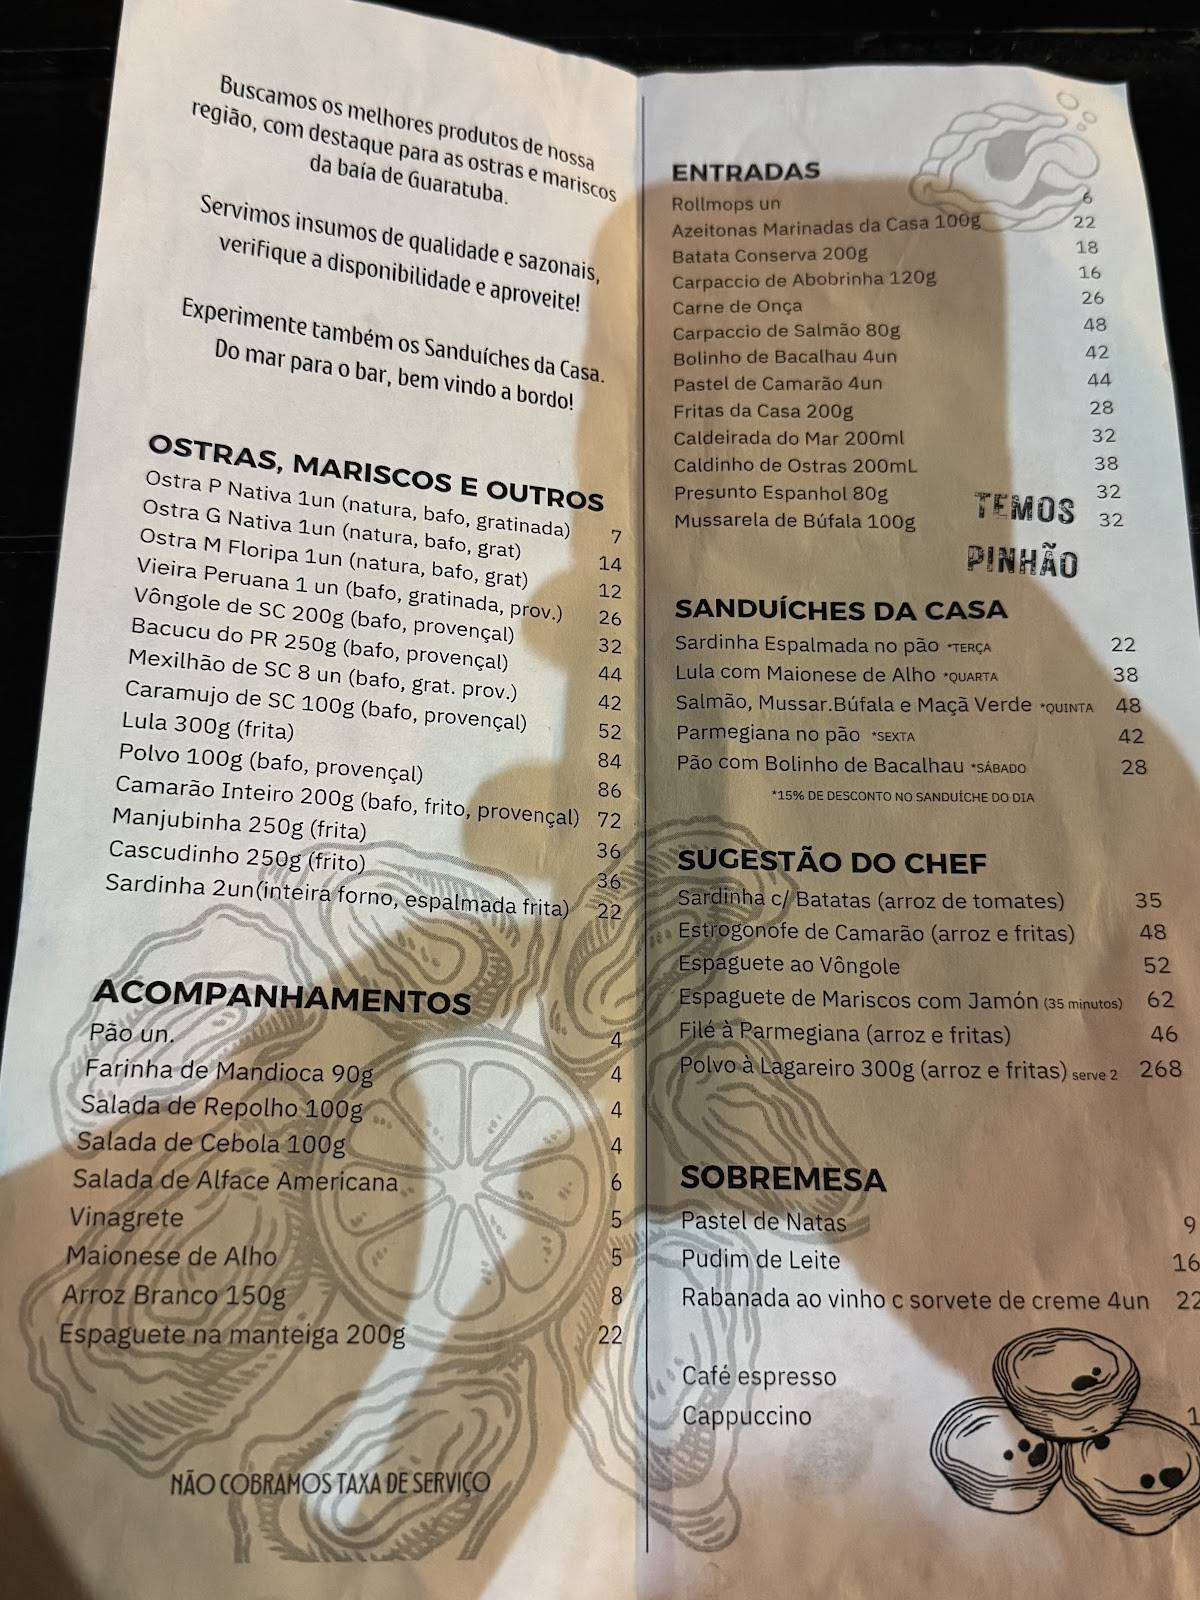 Buscamos os melhores produtos de nossa
região, com destaque para as ostras e mariscos
da baía de Guaratuba.
Servimos insumos de qualidade e sazonais,
verifique a disponibilidade e aproveite!
Experimente também os Sanduíches da Casa.
Do mar para o bar, bem vindo a bordo!
OSTRAS, MARISCOS E OUTROS
Ostra P Nativa 1un (natura, bafo, gratinada) 7
Ostra G Nativa 1un (natura, bafo, grat) 14
Ostra M Floripa 1un (natura, bafo, grat) 12
Vieira Peruana 1 un (bafo, gratinada, prov.) 26
Vôngole de SC 200g (bafo, provençal) 32
Bacucu do PR 250g (bafo, provençal) 44
Mexilhão de SC 8 un (bafo, grat. prov.) 42
Caramujo de SC 100g (bafo, provençal) 52
Lula 300g (frita) 84
Polvo 100g (bafo, provençal) 86
Camarão Inteiro 200g (bafo, frito, provençal) 72
Manjubinha 250g (frita) 36
Cascudinho 250g (frito) 36
Sardinha 2un(inteira forno, espalmada frita) 22
ACOMPANHAMENTOS
Pão un. 4
Farinha de Mandioca 90g 4
Salada de Repolho 100g 4
Salada de Cebola 100g 4
Salada de Alface Americana 6
Vinagrete 5
Maionese de Alho 5
Arroz Branco 150g 8
Espaguete na manteiga 200g 22
NÃO COBRAMOS TAXA DE SERVIÇO
ENTRADAS
Rollmops un 6
Azeitonas Marinadas da Casa 100g 22
Batata Conserva 200g 18
Carpaccio de Abobrinha 120g 16
Carne de Onça 26
Carpaccio de Salmão 80g 48
Bolinho de Bacalhau 4un 42
Pastel de Camarão 4un 44
Fritas da Casa 200g 28
Caldeirada do Mar 200ml 32
Caldinho de Ostras 200mL 38
Presunto Espanhol 80g 32
Mussarela de Búfala 100g 32
TEMOS
PINHÃO
SANDUÍCHES DA CASA
Sardinha Espalmada no pão *TERÇA 22
Lula com Maionese de Alho *QUARTA 38
Salmão, Mussar.Búfala e Maçã Verde *QUINTA 48
Parmegiana no pão *SEXTA 42
Pão com Bolinho de Bacalhau *SÁBADO 28
*15% DE DESCONTO NO SANDUÍCHE DO DIA
SUGESTÃO DO CHEF
Sardinha c/ Batatas (arroz de tomates) 35
Estrogonofe de Camarão (arroz e fritas) 48
Espaguete ao Vôngole 52
Espaguete de Mariscos com Jamón (35 minutos) 62
Filé à Parmegiana (arroz e fritas) 46
Polvo à Lagareiro 300g (arroz e fritas) serve 2 268
SOBREMESA
Pastel de Natas 9
Pudim de Leite 16
Rabanada ao vinho c sorvete de creme 4un 22
Café espresso
Cappuccino